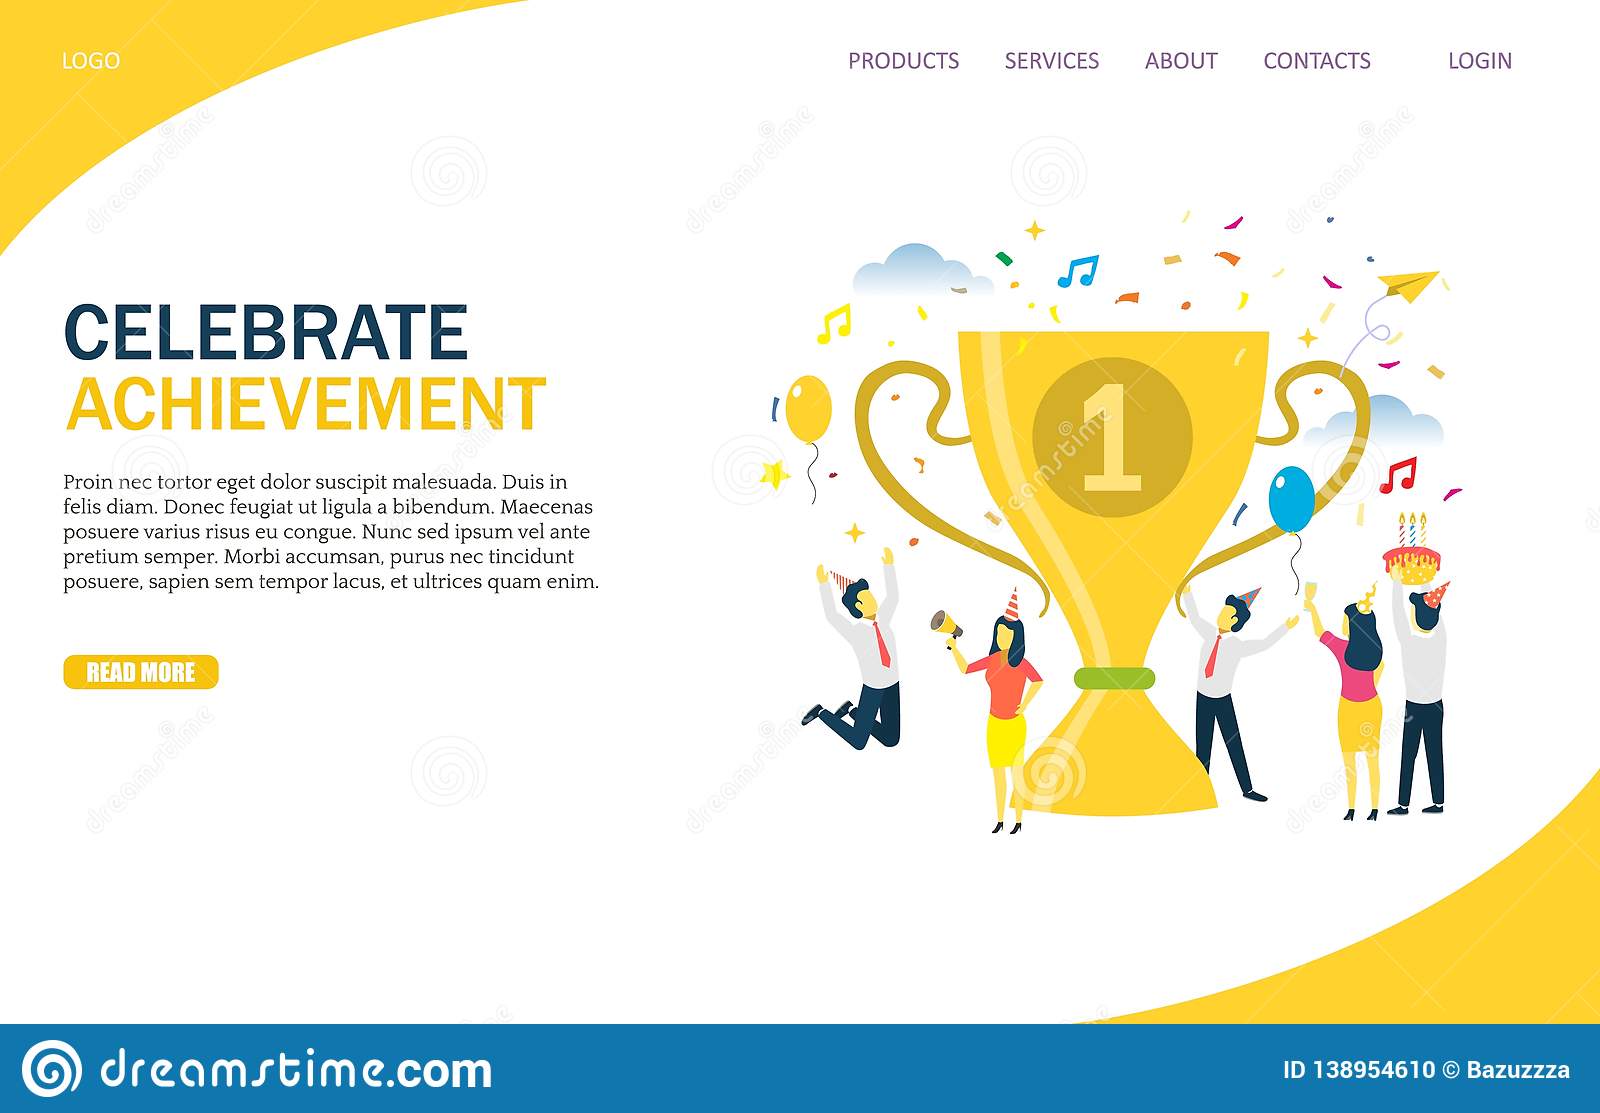 LOGO
PRODUCTS SERVICES ABOUT CONTACTS LOGIN
CELEBRATE
ACHIEVEMENT
Proin nec tortor eget dolor suscipit malesuada. Duis in
felis diam. Donec feugiat ut ligula a bibendum. Maecenas
posuere varius risus eu congue. Nunc sed ipsum vel ante
pretium semper. Morbi accumsan, purus nec tincidunt
posuere, sapien sem tempor lacus, et ultrices quam enim.
READ MORE
1
dreamstime.com
ID 138954610 © Bazuzzza